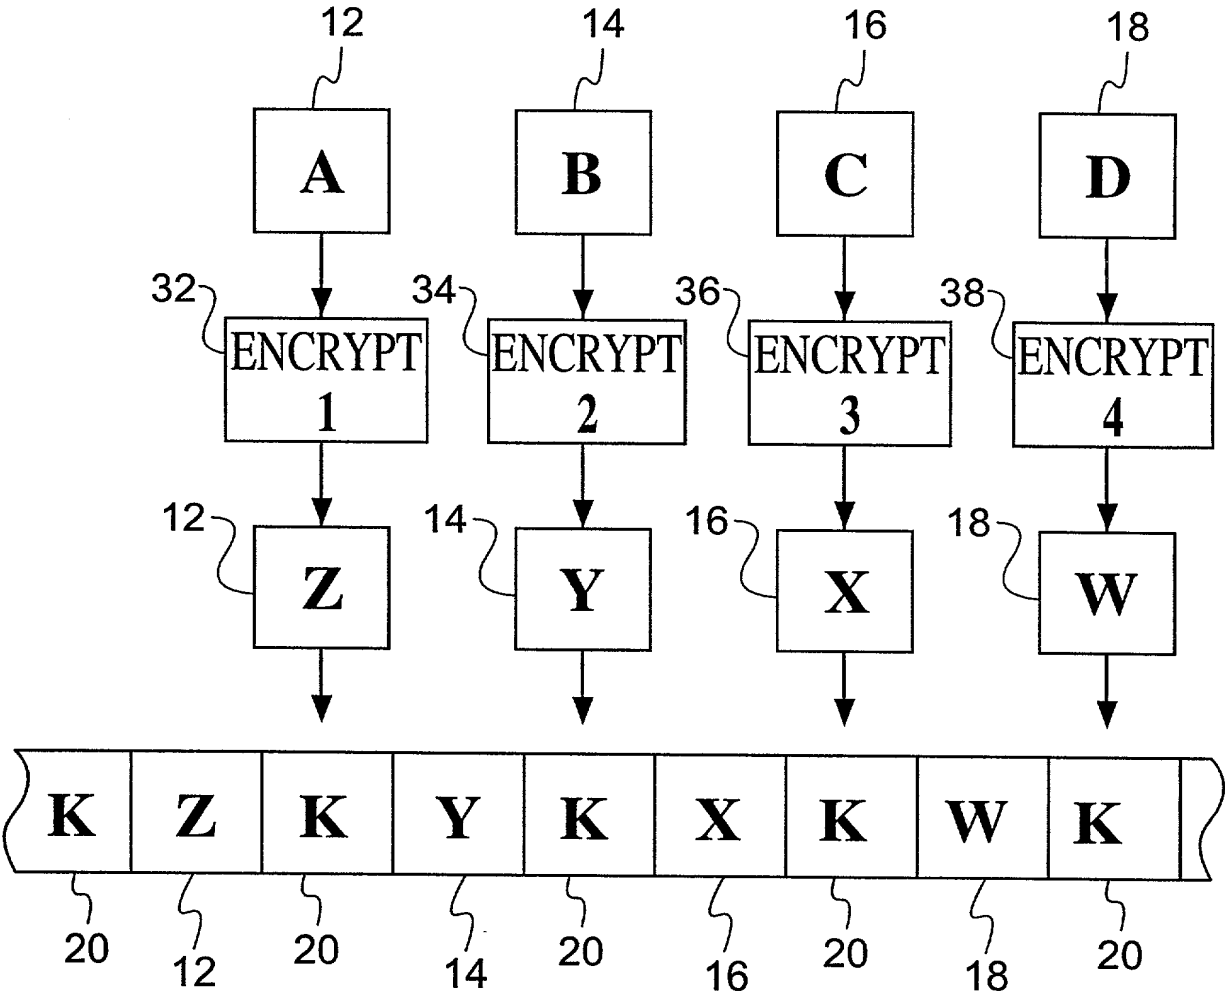 12 14 16 18
A B C D
32 34 36 38
ENCRYPT ENCRYPT ENCRYPT ENCRYPT
1 2 3 4
12 14 16 18
Z Y X W
K Z K Y K X K W K
20 12 20 14 20 16 20 18 20